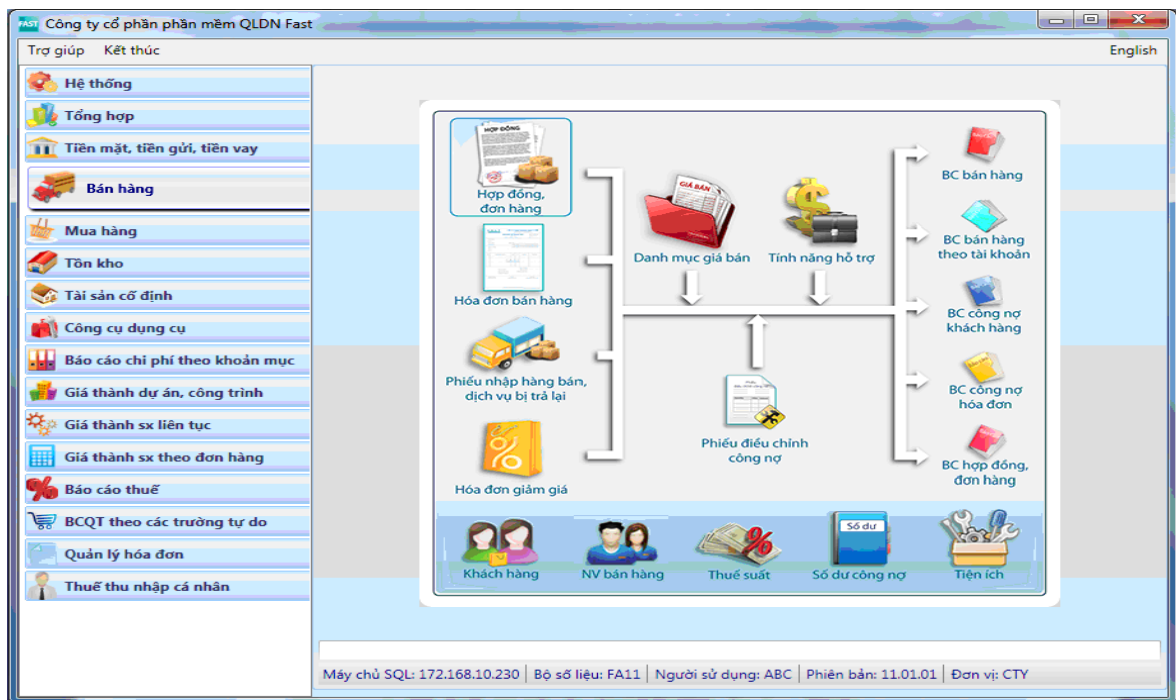 FAST Công ty cổ phần phần mềm QLDN Fast
Trợ giúp Kết thúc English
Hệ thống
Tổng hợp
Tiền mặt, tiền gửi, tiền vay
Bán hàng
Mua hàng
Tồn kho
Tài sản cố định
Công cụ dụng cụ
Báo cáo chi phí theo khoản mục
Giá thành dự án, công trình
Giá thành sx liên tục
Giá thành sx theo đơn hàng
Báo cáo thuế
BCQT theo các trường tự do
Quản lý hóa đơn
Thuế thu nhập cá nhân
HỢP ĐỒNG
Hợp đồng,
đơn hàng
Hóa đơn bán hàng
Phiếu nhập hàng bán,
dịch vụ bị trả lại
Hóa đơn giảm giá
GIÁ BÁN
Danh mục giá bán
Tính năng hỗ trợ
Phiếu điều chỉnh
công nợ
BC bán hàng
BC bán hàng
theo tài khoản
BC công nợ
khách hàng
BC công nợ
hóa đơn
BC hợp đồng,
đơn hàng
Khách hàng
NV bán hàng
Thuế suất
Số dư
Số dư công nợ
Tiện ích
Máy chủ SQL: 172.168.10.230 Bộ số liệu: FA11 Người sử dụng: ABC Phiên bản: 11.01.01 Đơn vị: CTY